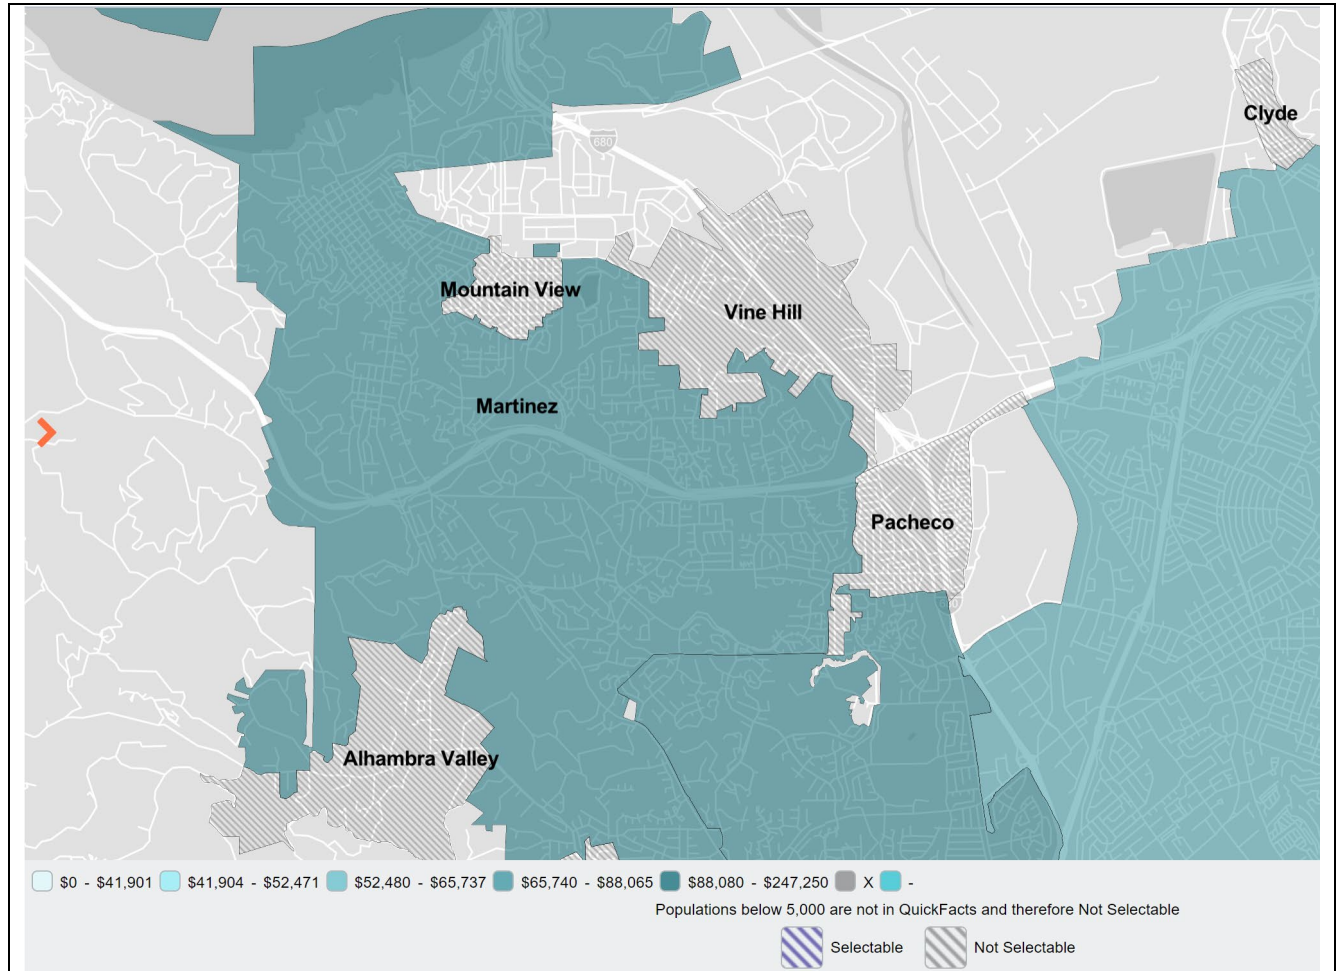 Clyde
680
Mountain View
Vine Hill
Martinez
Pacheco
Alhambra Valley
$0 - $41,901 $41,904 - $52,471 $52,480 - $65,737 $65,740 - $88,065 $88,080 - $247,250 X -
Populations below 5,000 are not in QuickFacts and therefore Not Selectable
Selectable Not Selectable